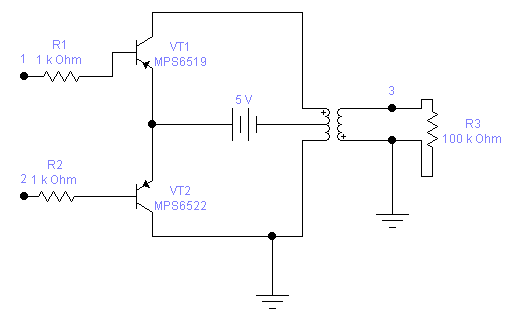 R1
1
1 k Ohm
VT1
MPS6519
5 V
3
R3
100 k Ohm
R2
2
1 k Ohm
VT2
MPS6522